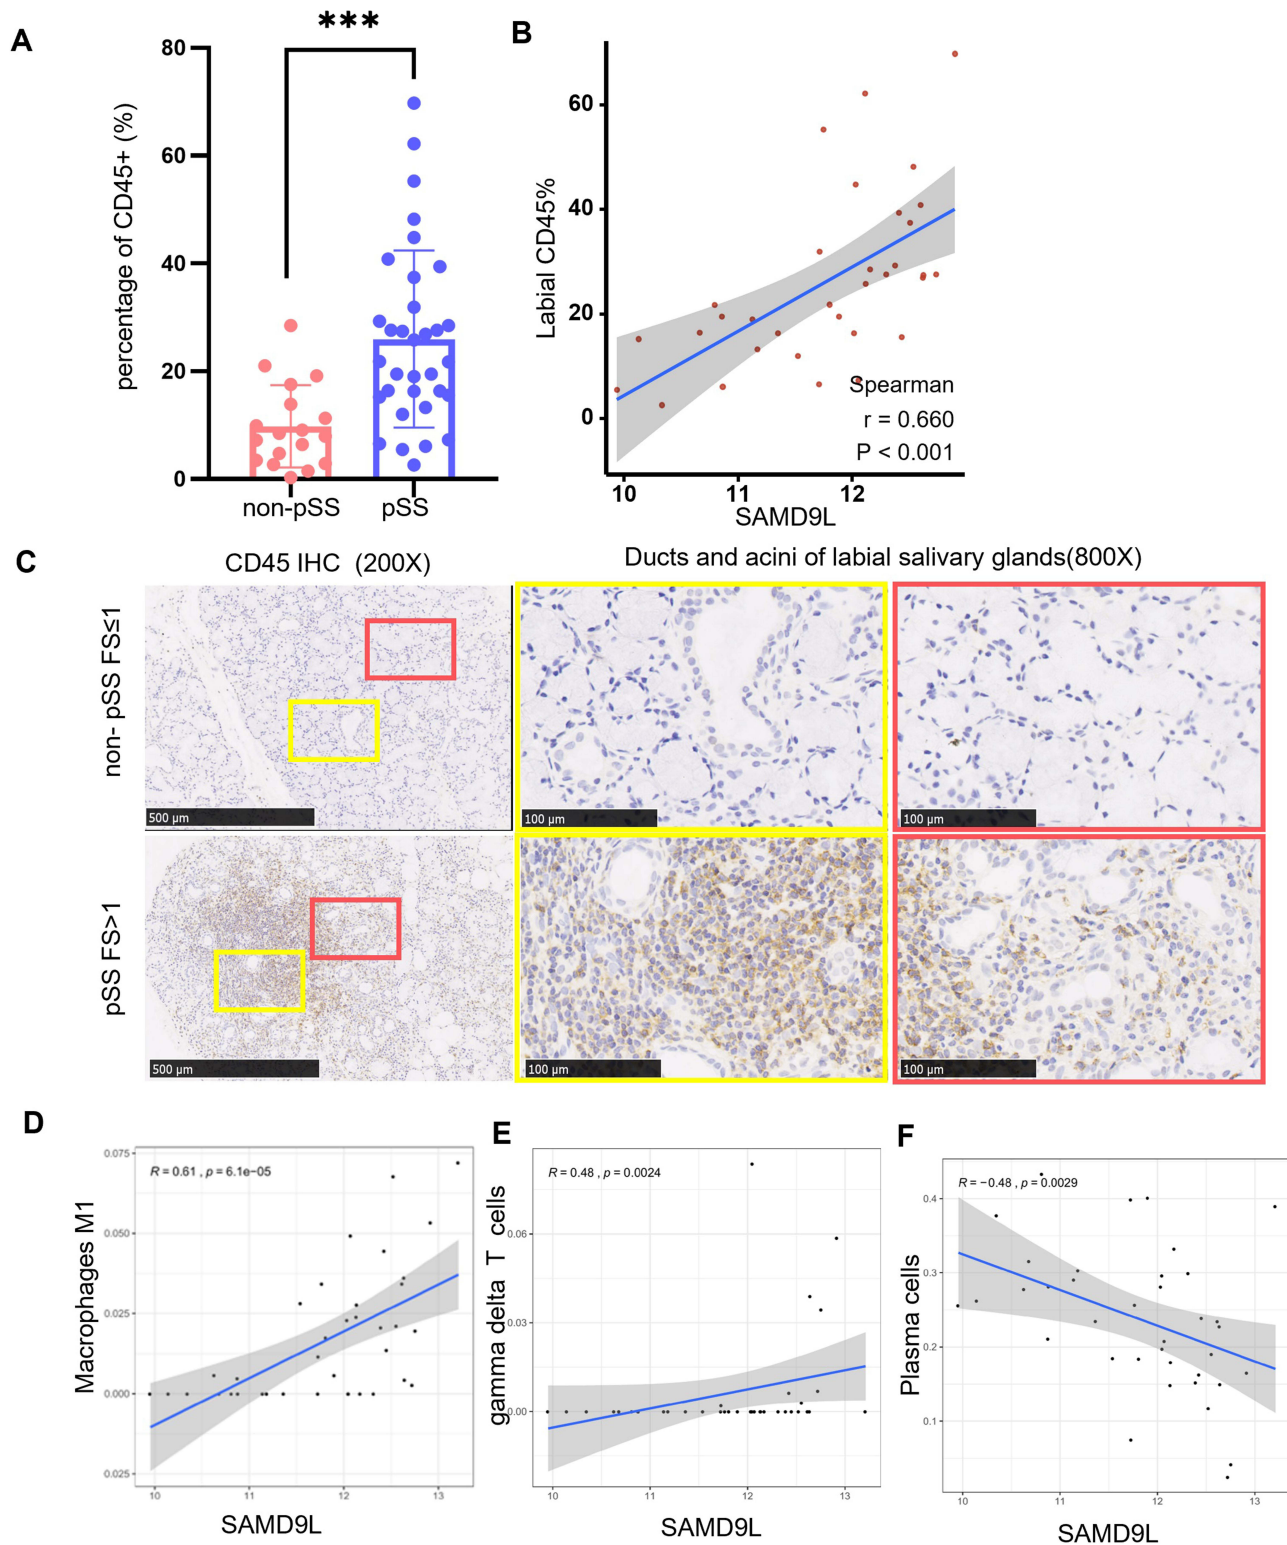 A
***
percentage of CD45+ (%)
80
60
40
20
0
non-pSS
pSS
B
Labial CD45%
60
40
20
0
Spearman
r = 0.660
P < 0.001
10
11
12
SAMD9L
C
CD45 IHC (200X)
Ducts and acini of labial salivary glands(800X)
non- pSS FS≤1
500 µm
100 µm
100 µm
pSS FS>1
500 µm
100 µm
100 µm
D
Macrophages M1
R = 0.61 , p = 6.1e−05
0.075
0.050
0.025
0.000
0.025
10
11
12
13
SAMD9L
E
gamma delta T cells
R = 0.48 , p = 0.0024
0.06
0.03
0.00
10
11
12
13
SAMD9L
F
Plasma cells
R = −0.48 , p = 0.0029
0.4
0.3
0.2
0.1
10
11
12
13
SAMD9L